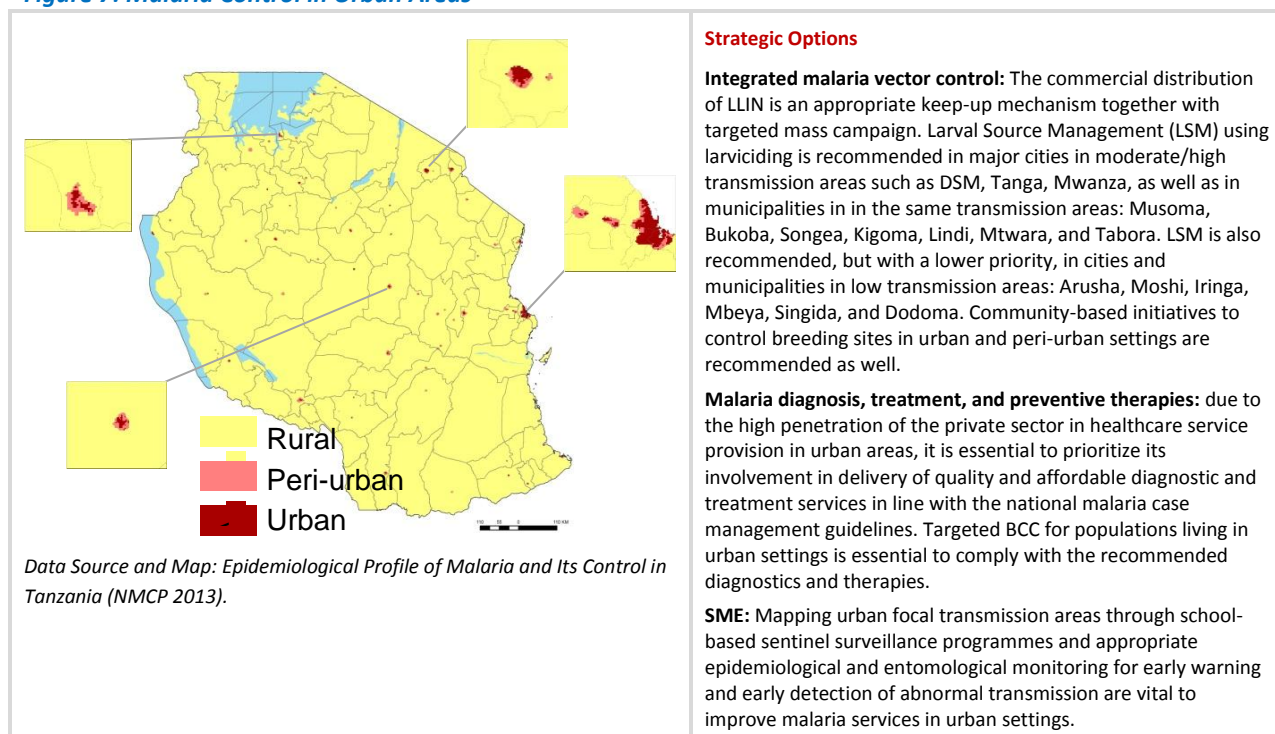 Figure 7: Malaria Control in Urban Areas
Rural
Peri-urban
Urban
Data Source and Map: Epidemiological Profile of Malaria and Its Control in
Tanzania (NMCP 2013).
Strategic Options
Integrated malaria vector control: The commercial distribution
of LLIN is an appropriate keep-up mechanism together with
targeted mass campaign. Larval Source Management (LSM) using
larviciding is recommended in major cities in moderate/high
transmission areas such as DSM, Tanga, Mwanza, as well as in
municipalities in in the same transmission areas: Musoma,
Bukoba, Songea, Kigoma, Lindi, Mtwara, and Tabora. LSM is also
recommended, but with a lower priority, in cities and
municipalities in low transmission areas: Arusha, Moshi, Iringa,
Mbeya, Singida, and Dodoma. Community-based initiatives to
control breeding sites in urban and peri-urban settings are
recommended as well.
Malaria diagnosis, treatment, and preventive therapies: due to
the high penetration of the private sector in healthcare service
provision in urban areas, it is essential to prioritize its
involvement in delivery of quality and affordable diagnostic and
treatment services in line with the national malaria case
management guidelines. Targeted BCC for populations living in
urban settings is essential to comply with the recommended
diagnostics and therapies.
SME: Mapping urban focal transmission areas through school-
based sentinel surveillance programmes and appropriate
epidemiological and entomological monitoring for early warning
and early detection of abnormal transmission are vital to
improve malaria services in urban settings.